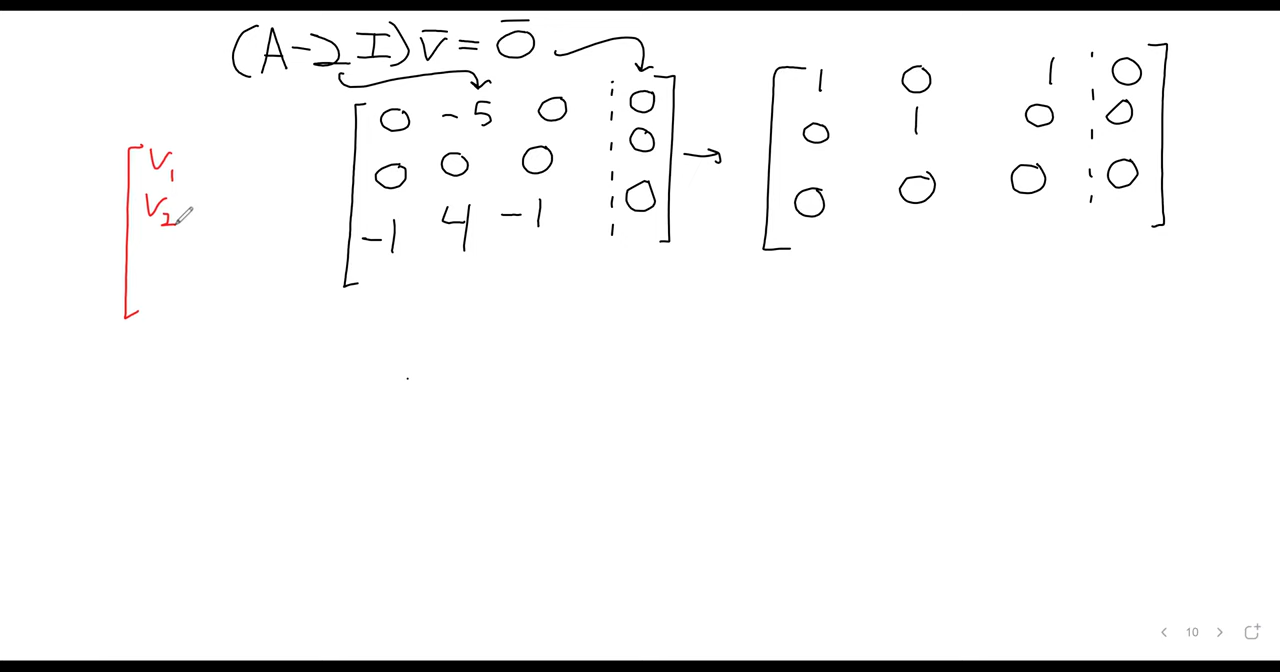 (A-2I)v̄ = 0̄
[ 0 -5 0 ¦ 0 ] → [ 1 0 1 ¦ 0 ]
[ 0 0 0 ¦ 0 ] [ 0 1 0 ¦ 0 ]
[ -1 4 -1 ¦ 0 ] [ 0 0 0 ¦ 0 ]
[ v₁
v₂
< 10 >